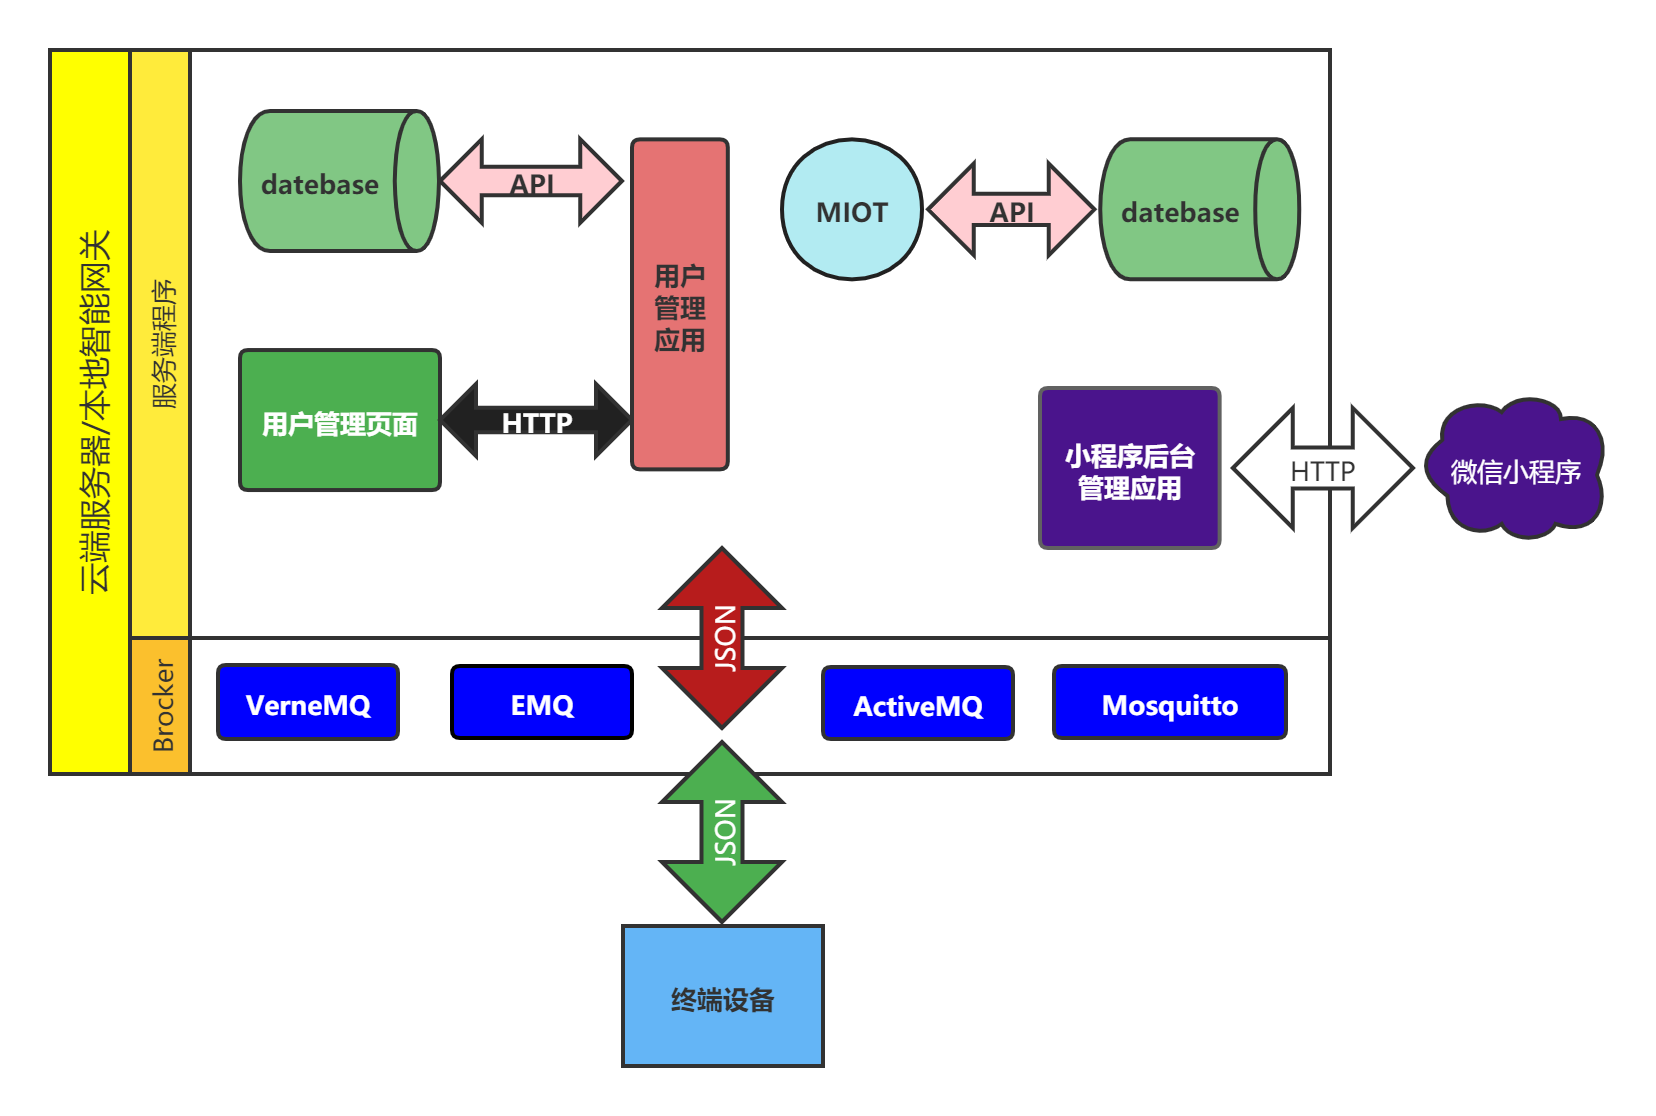 云端服务器/本地智能网关
服务端程序
datebase
API
用户
管理
应用
MIOT
API
datebase
用户管理页面
HTTP
小程序后台
管理应用
HTTP
微信小程序
JSON
Brocker
VerneMQ
EMQ
ActiveMQ
Mosquitto
JSON
终端设备